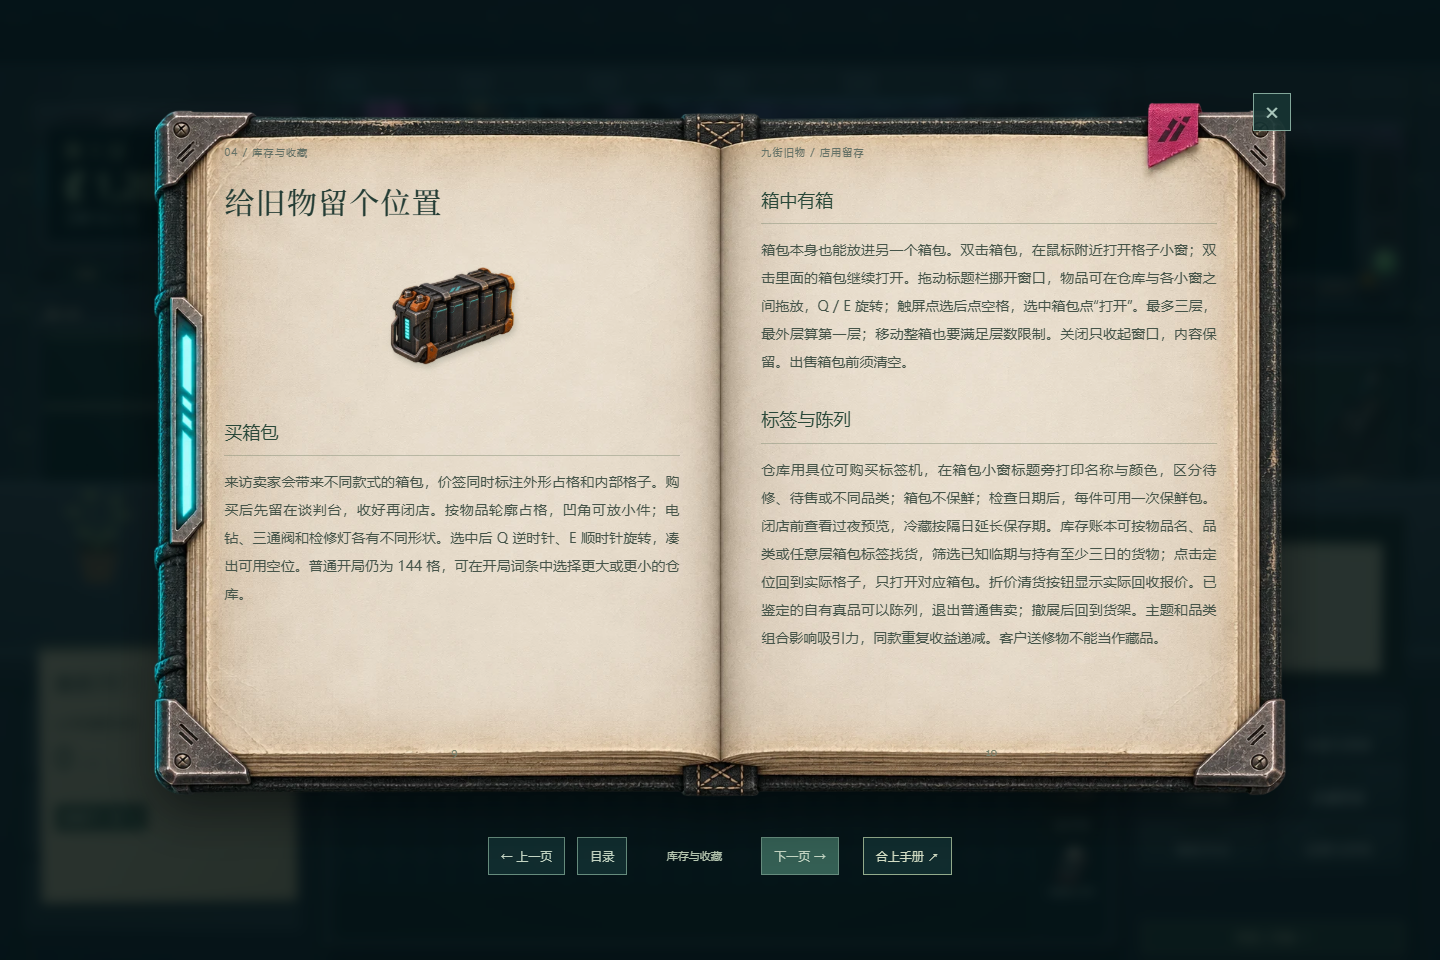 04 / 库存与收藏
给旧物留个位置
买箱包
来访卖家会带来不同款式的箱包，价签同时标注外形占格和内部格子。购
买后先留在谈判台，收好再闭店。按物品轮廓占格，凹角可放小件；电
钻、三通阀和检修灯各有不同形状。选中后 Q 逆时针、E 顺时针旋转，凑
出可用空位。普通开局仍为 144 格，可在开局词条中选择更大或更小的仓
库。
九街旧物 / 店用留存
箱中有箱
箱包本身也能放进另一个箱包。双击箱包，在鼠标附近打开格子小窗；双
击里面的箱包继续打开。拖动标题栏挪开窗口，物品可在仓库与各小窗之
间拖放，Q / E 旋转；触屏点选后点空格，选中箱包点“打开”。最多三层，
最外层算第一层；移动整箱也要满足层数限制。关闭只收起窗口，内容保
留。出售箱包前须清空。
标签与陈列
仓库用具位可购买标签机，在箱包小窗标题旁打印名称与颜色，区分待
修、待售或不同品类；箱包不保鲜；检查日期后，每件可用一次保鲜包。
闭店前查看过夜预览，冷藏按隔日延长保存期。库存账本可按物品名、品
类或任意层箱包标签找货，筛选已知临期与持有至少三日的货物；点击定
位回到实际格子，只打开对应箱包。折价清货按钮显示实际回收报价。已
鉴定的自有真品可以陈列，退出普通售卖；撤展后回到货架。主题和品类
组合影响吸引力，同款重复收益递减。客户送修物不能当作藏品。
×
← 上一页
目录
库存与收藏
下一页 →
合上手册 ↗